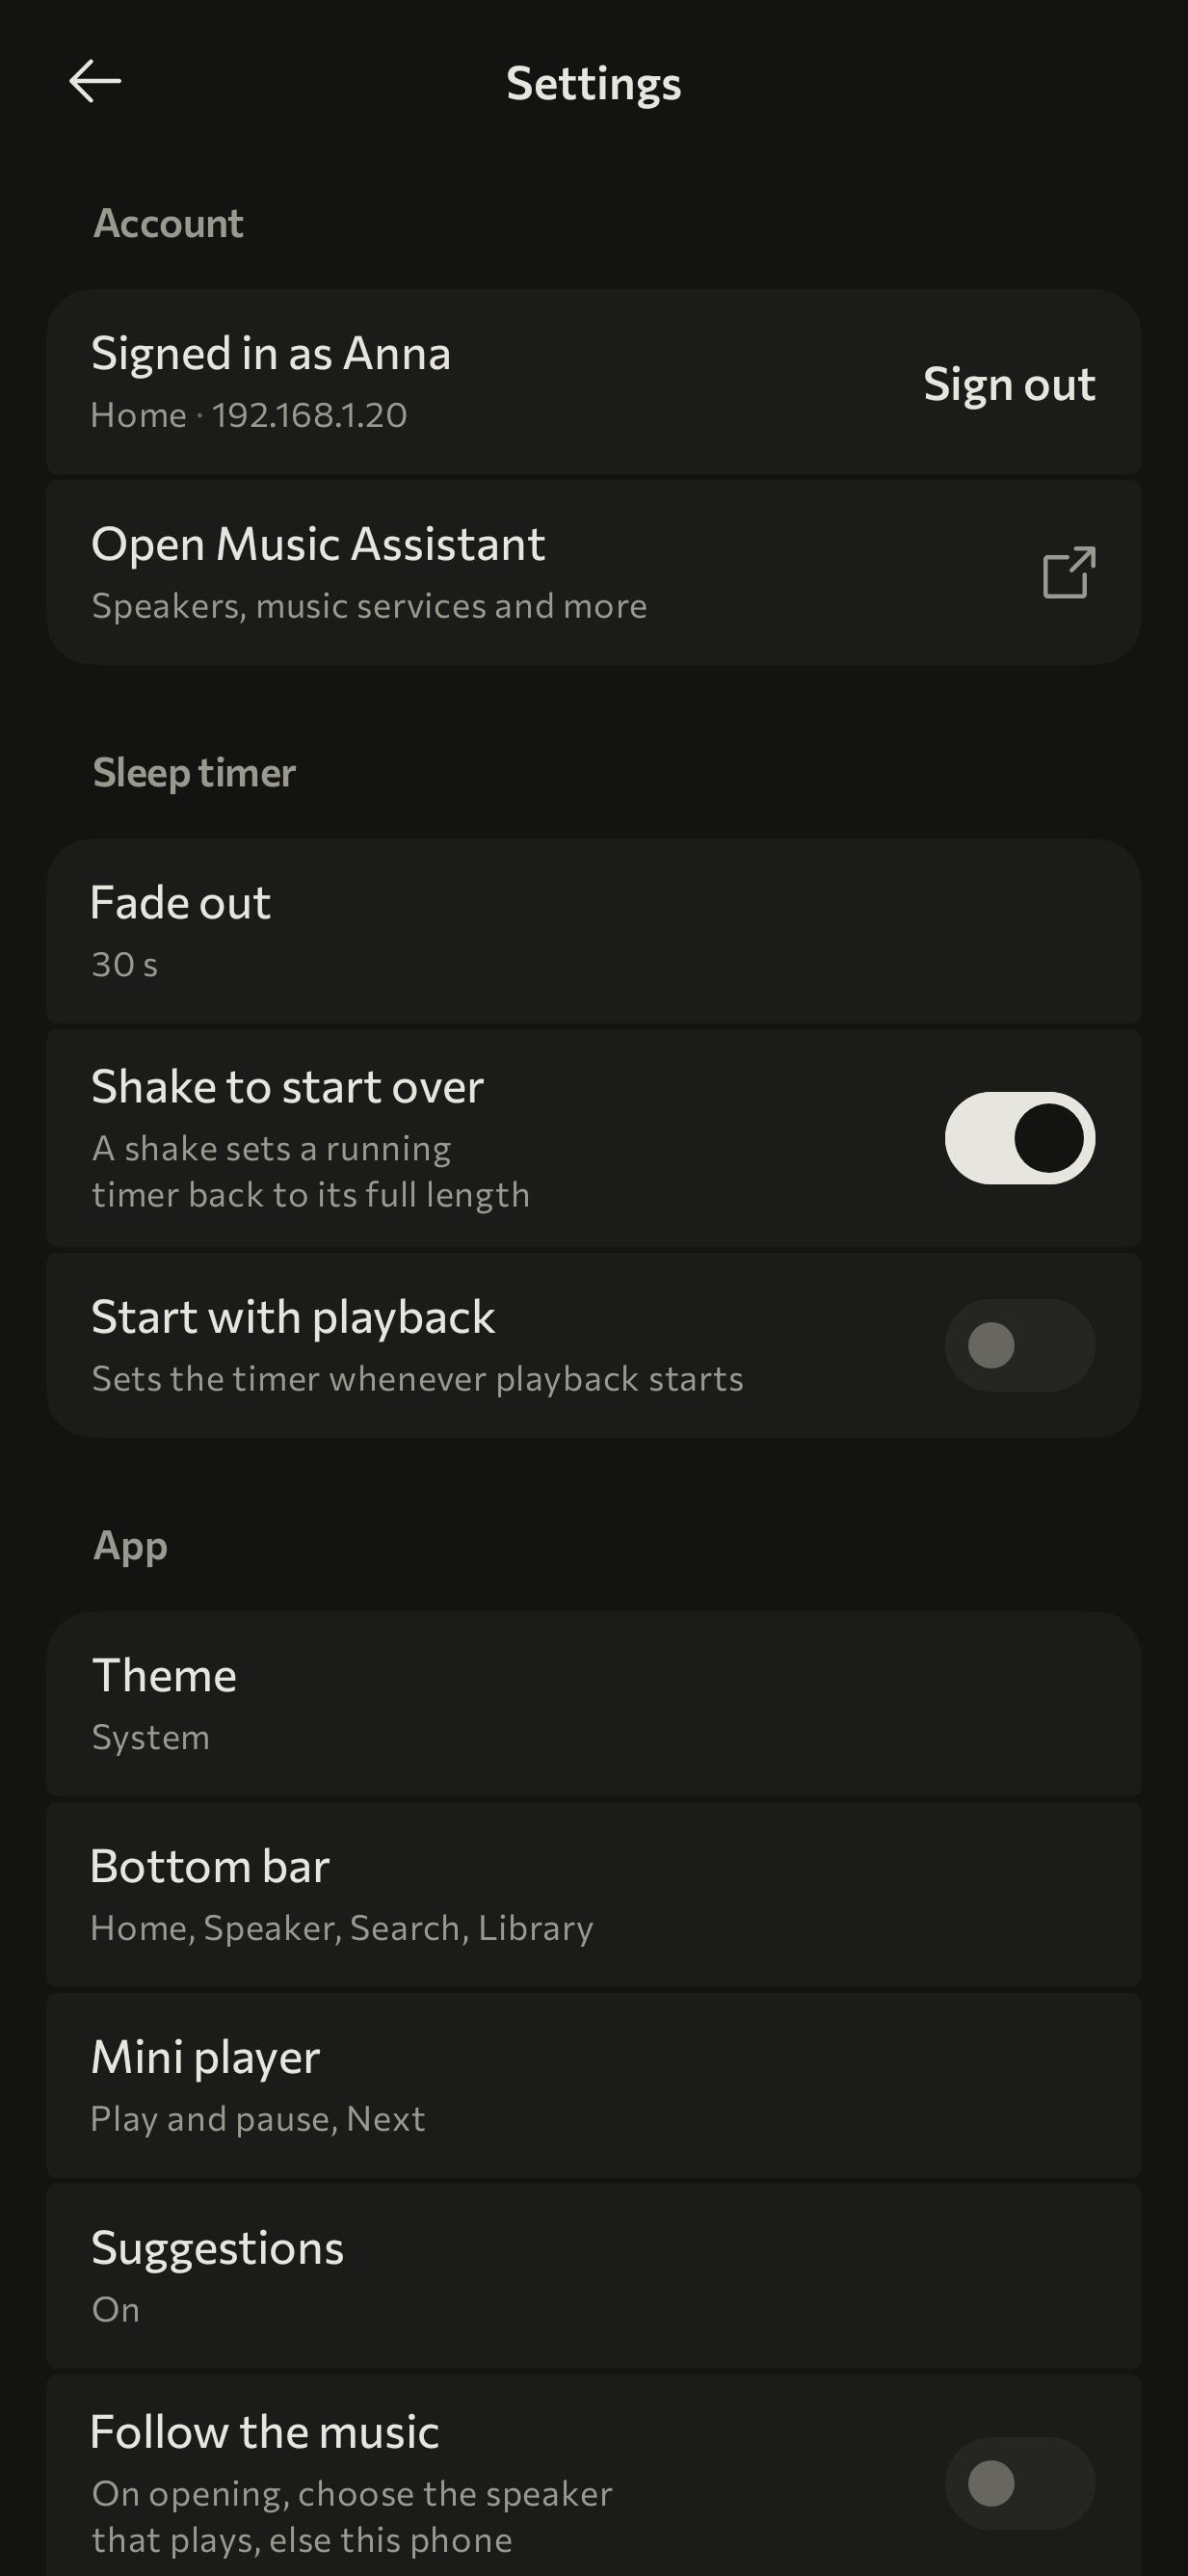 Settings
Account
Signed in as Anna
Home · 192.168.1.20
Sign out
Open Music Assistant
Speakers, music services and more
Sleep timer
Fade out
30 s
Shake to start over
A shake sets a running
timer back to its full length
Start with playback
Sets the timer whenever playback starts
App
Theme
System
Bottom bar
Home, Speaker, Search, Library
Mini player
Play and pause, Next
Suggestions
On
Follow the music
On opening, choose the speaker
that plays, else this phone